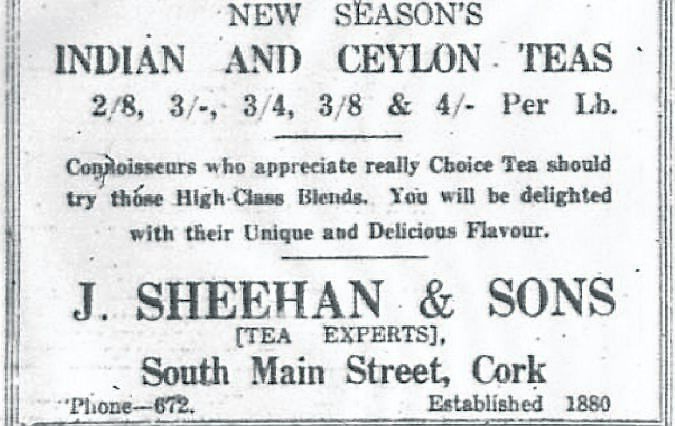 NEW SEASON'S
INDIAN AND CEYLON TEAS
2/8, 3/-, 3/4, 3/8 & 4/- Per Lb.
Connoisseurs who appreciate really Choice Tea should
try those High-Class Blends. You will be delighted
with their Unique and Delicious Flavour.
J. SHEEHAN & SONS
[TEA EXPERTS],
South Main Street, Cork
'Phone—672. Established 1880